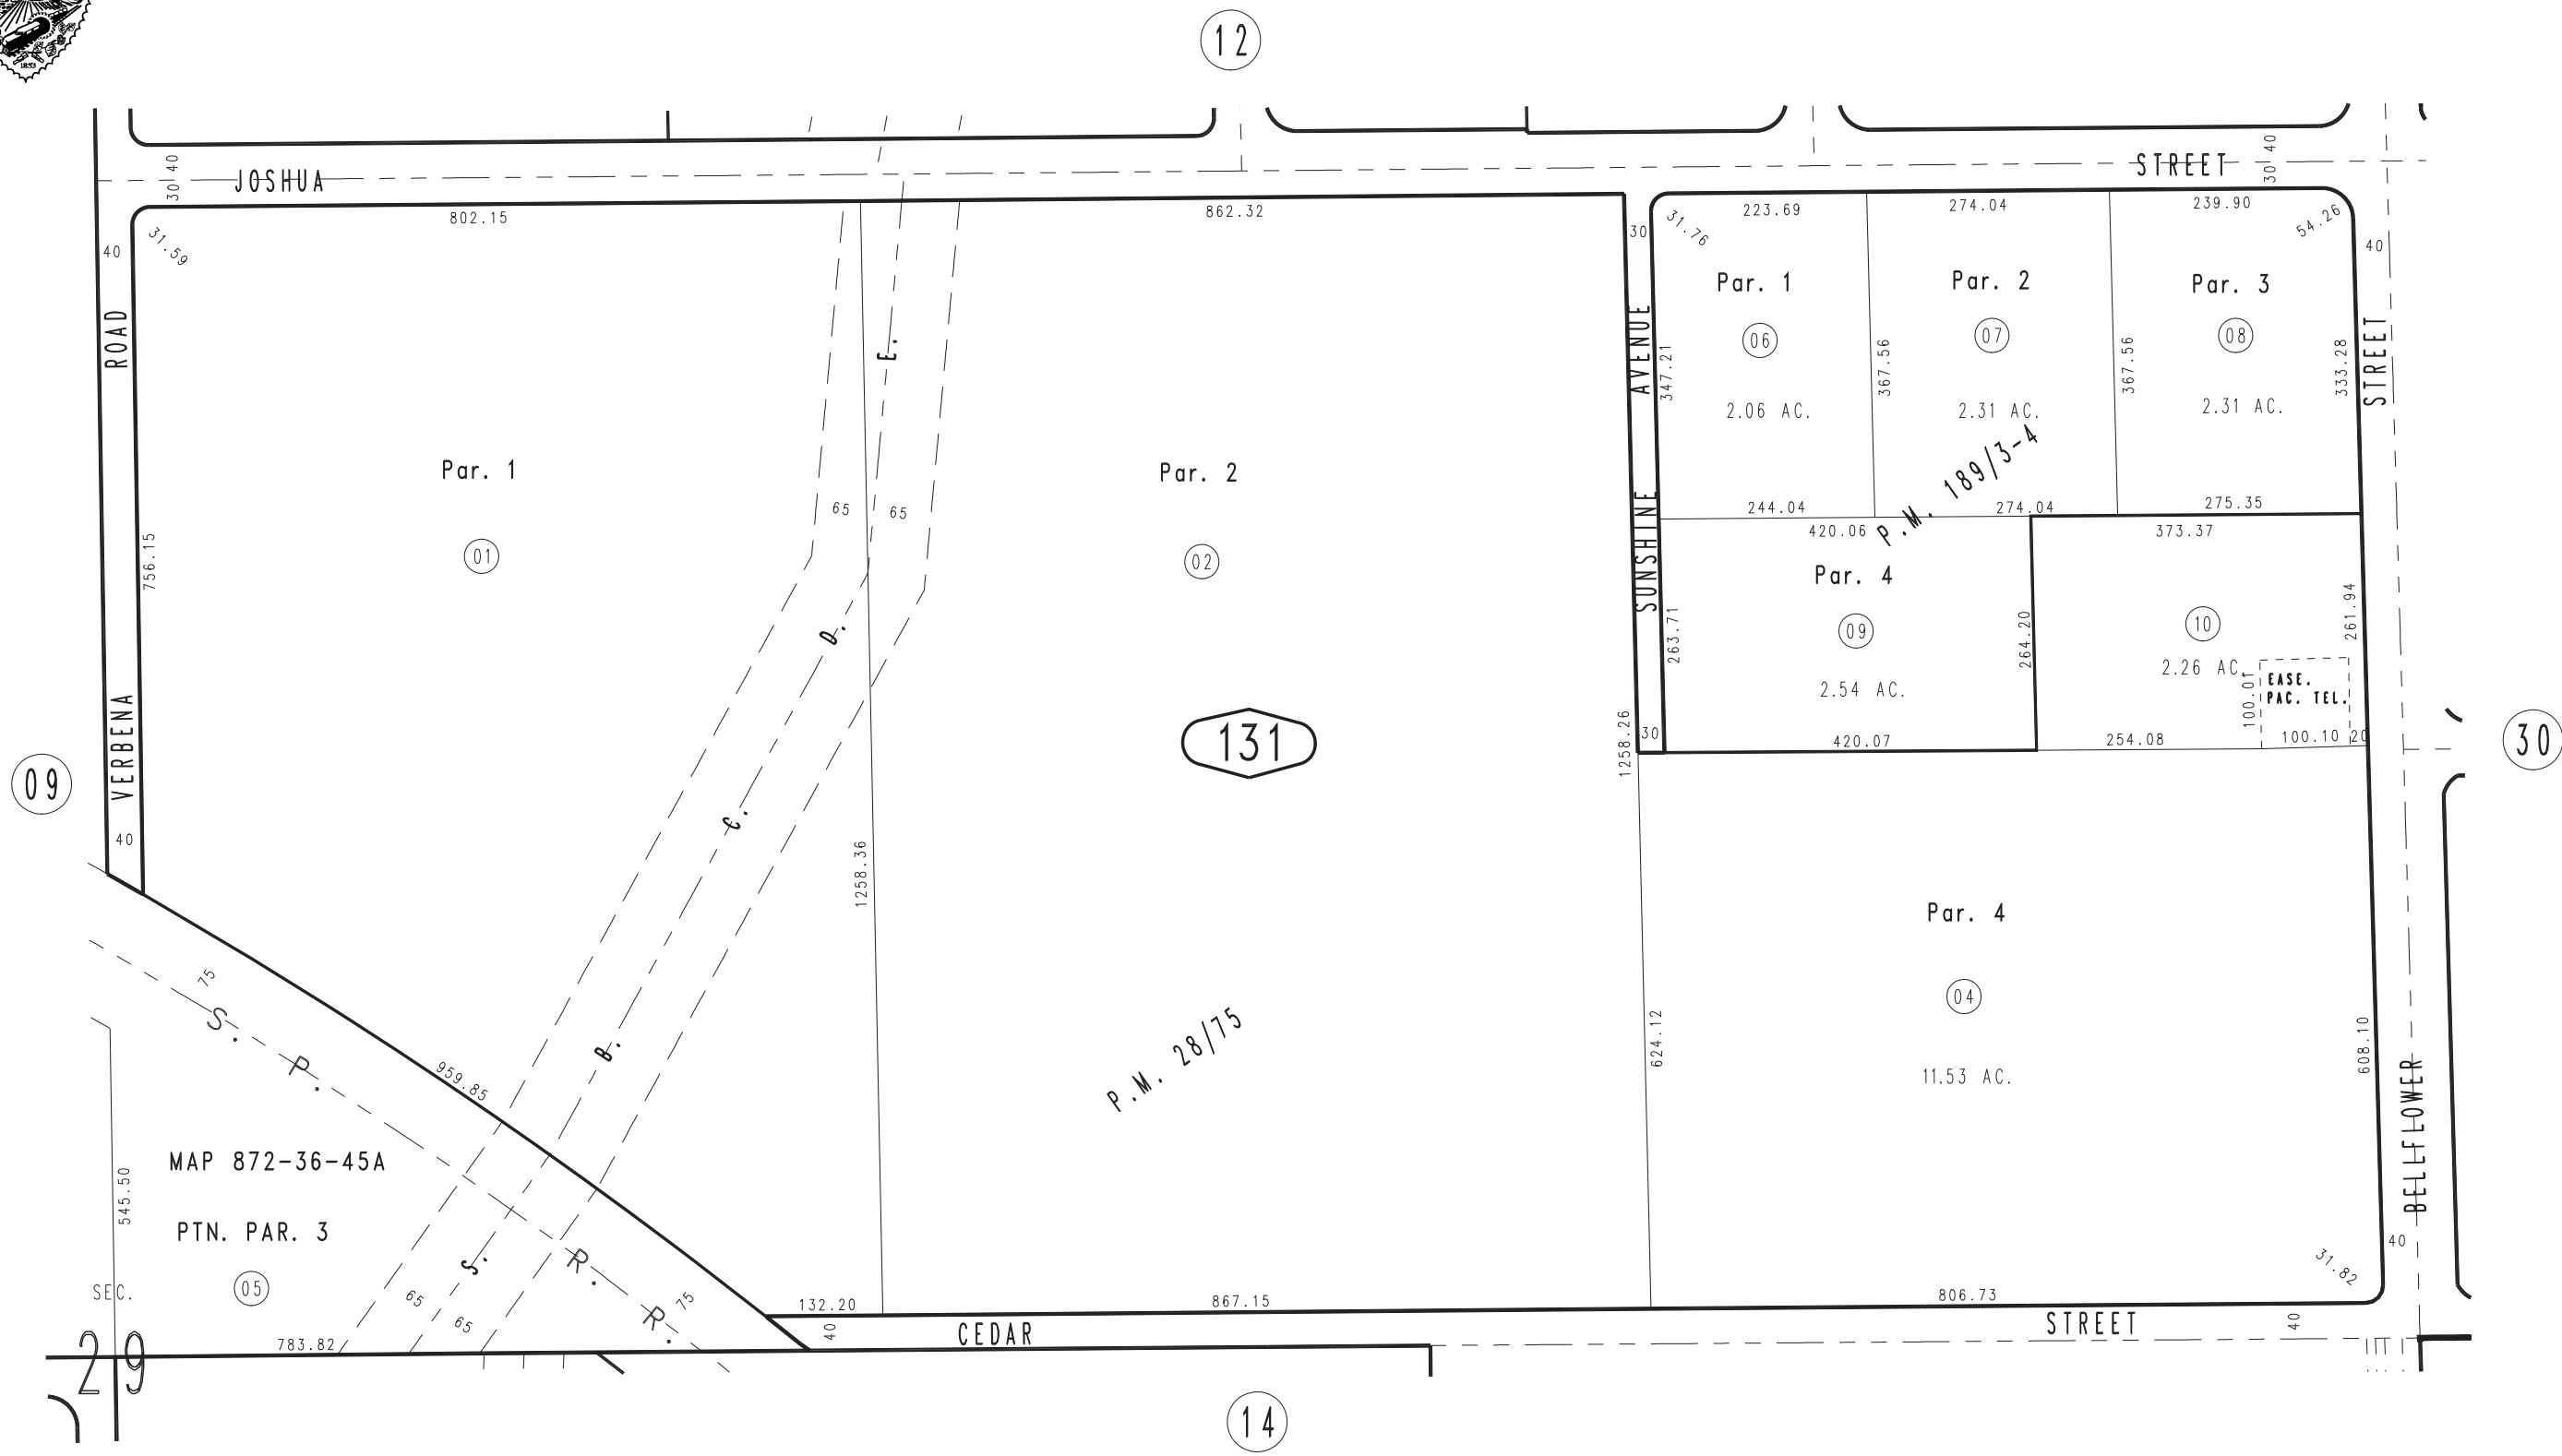 1853
12
JOSHUA
STREET
30
40
30
40
802.15
862.32
223.69
274.04
239.90
31.59
31.76
54.26
40
30
40
ROAD
E.
AVENUE
STREET
Par. 1
Par. 2
Par. 3
06
07
08
347.21
367.56
367.56
333.28
2.06 AC.
2.31 AC.
2.31 AC.
P.M. 189/3-4
Par. 1
Par. 2
65
65
01
02
756.15
SUNSHINE
244.04
274.04
275.35
420.06
373.37
Par. 4
09
10
D.
263.71
264.20
261.94
2.54 AC.
2.26 AC.
EASE.
PAC. TEL.
100.01
131
30
420.07
254.08
100.10
20
30
09
VERBENA
40
C.
1258.36
1258.26
Par. 4
04
11.53 AC.
75
S. P. R. R.
959.85
B.
P.M. 28/75
624.12
608.10
BELLFLOWER
MAP 872-36-45A
PTN. PAR. 3
05
545.50
SEC.
29
S.
65
65
75
783.82
132.20
867.15
806.73
31.82
40
40
CEDAR
STREET
40
14